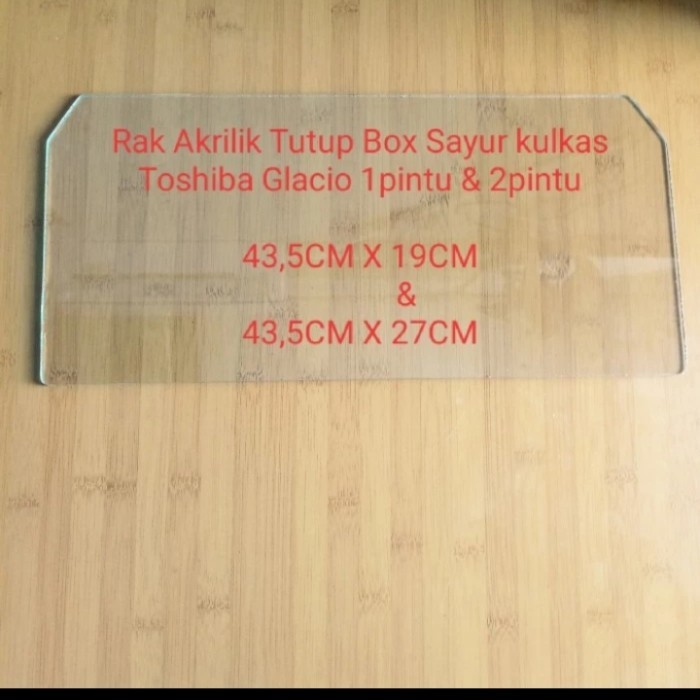 Rak Akrilik Tutup Box Sayur kulkas
Toshiba Glacio 1pintu & 2pintu
43,5CM X 19CM
&
43,5CM X 27CM